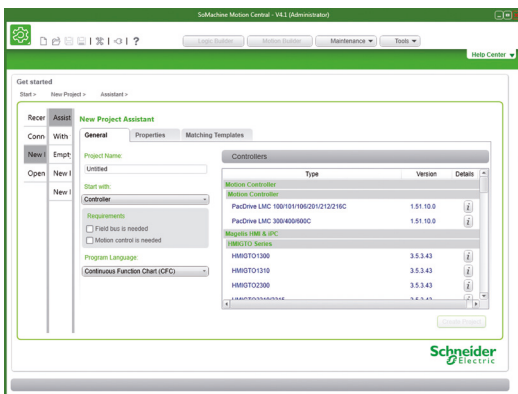 SoMachine Motion Central - V4.1 (Administrator)
Logic Builder Motion Builder Maintenance Tools
Help Center
Get started
Start > New Project > Assistant >
Recer
Conn
New I
Open
Assist
With
Empty
New I
New I
New Project Assistant
General Properties Matching Templates
Project Name:
Untitled
Start with:
Controller
Requirements
Field bus is needed
Motion control is needed
Program Language:
Continuous Function Chart (CFC)
Controllers
Type Version Details
Motion Controller
Motion Controller
PacDrive LMC 100/101/106/201/212/216C 1.51.10.0
PacDrive LMC 300/400/600C 1.51.10.0
Magelis HMI & iPC
HMIGTO Series
HMIGTO1300 3.5.3.43
HMIGTO1310 3.5.3.43
HMIGTO2300 3.5.3.43
Create Project
Schneider
Electric